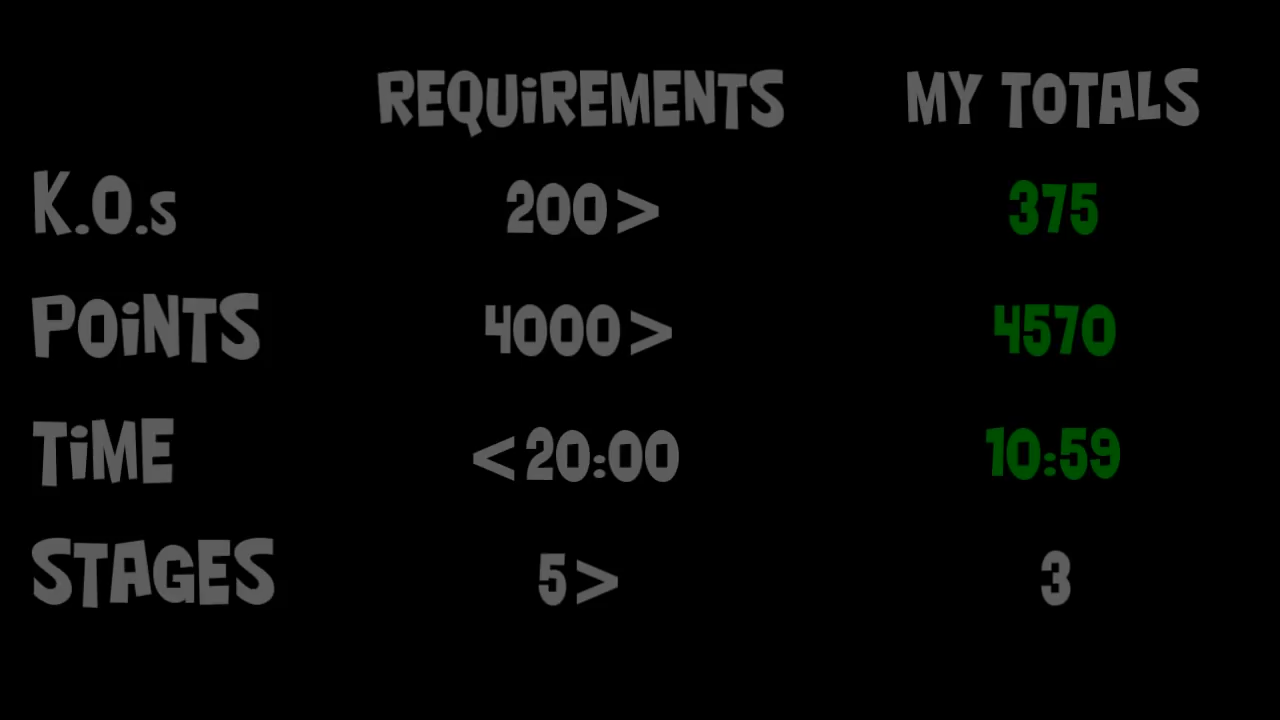 REQUiREMENTS MY TOTALS
K.O.s 200> 375
POiNTS 4000> 4570
TiME <20:00 10:59
STAGES 5> 3